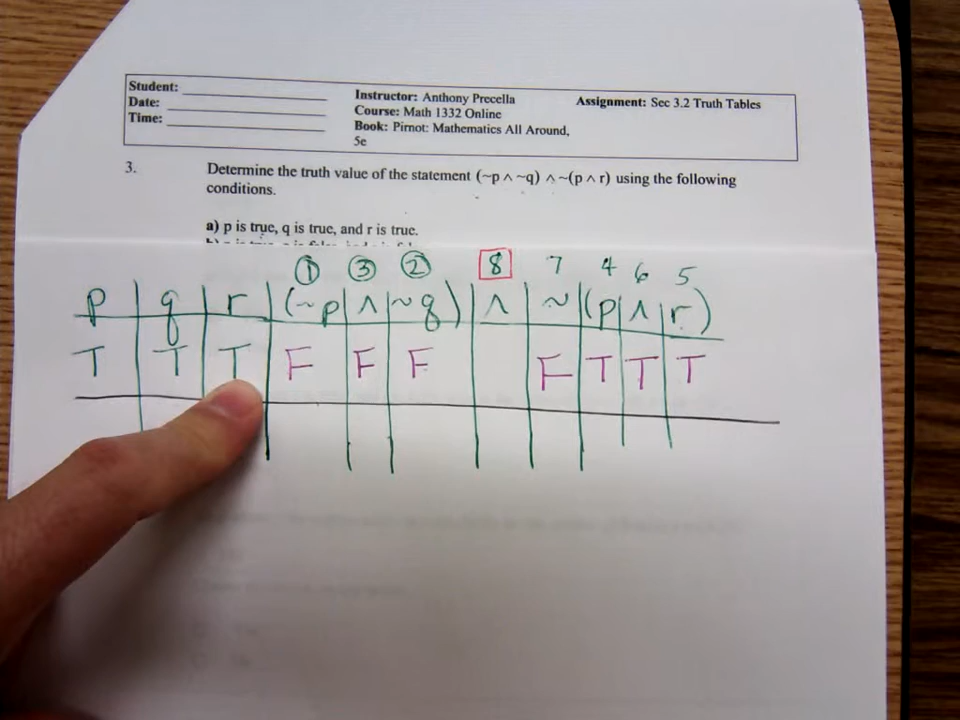 Student:
Instructor: Anthony Precella
Assignment: Sec 3.2 Truth Tables
Date:
Course: Math 1332 Online
Time:
Book: Pirnot: Mathematics All Around,
5e
3. Determine the truth value of the statement (~p ∧ ~q) ∧ ~(p ∧ r) using the following
conditions.
a) p is true, q is true, and r is true.
① ③ ② 8 7 4 6 5
p q r (~p ∧ ~q) ∧ ~ (p ∧ r)
T T T F F F F T T T